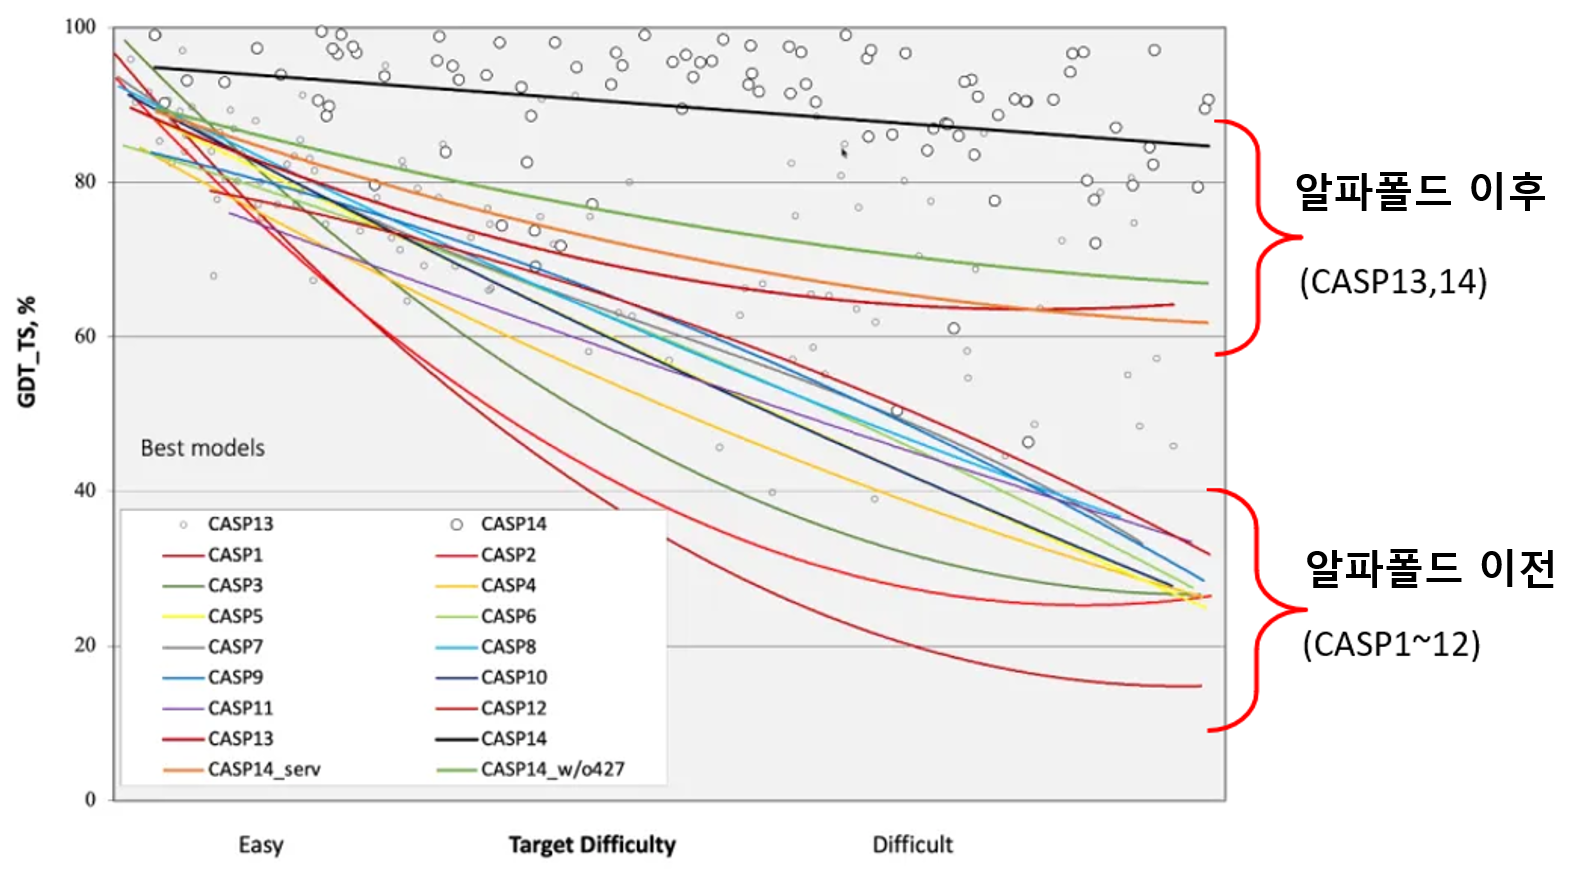 100
80
60
40
20
0
GDT_TS, %
Best models
CASP13 CASP14
CASP1 CASP2
CASP3 CASP4
CASP5 CASP6
CASP7 CASP8
CASP9 CASP10
CASP11 CASP12
CASP13 CASP14
CASP14_serv CASP14_w/o427
Easy Target Difficulty Difficult
알파폴드 이후
(CASP13,14)
알파폴드 이전
(CASP1~12)